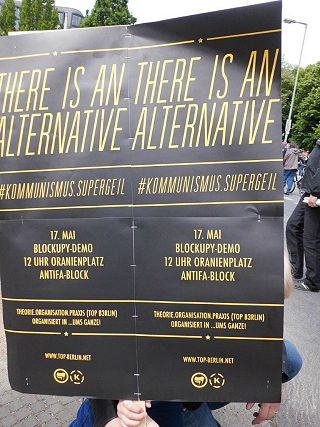 THERE IS AN
ALTERNATIVE
#KOMMUNISMUS.SUPERGEIL
17. MAI
BLOCKUPY-DEMO
12 UHR ORANIENPLATZ
ANTIFA-BLOCK
THEORIE.ORGANISATION.PRAXIS (TOP B3RLIN)
ORGANISIERT IN ...UMS GANZE!
WWW.TOP-BERLIN.NET
K
THERE IS AN
ALTERNATIVE
#KOMMUNISMUS.SUPERGEIL
17. MAI
BLOCKUPY-DEMO
12 UHR ORANIENPLATZ
ANTIFA-BLOCK
THEORIE.ORGANISATION.PRAXIS (TOP B3RLIN)
ORGANISIERT IN ...UMS GANZE!
WWW.TOP-BERLIN.NET
K